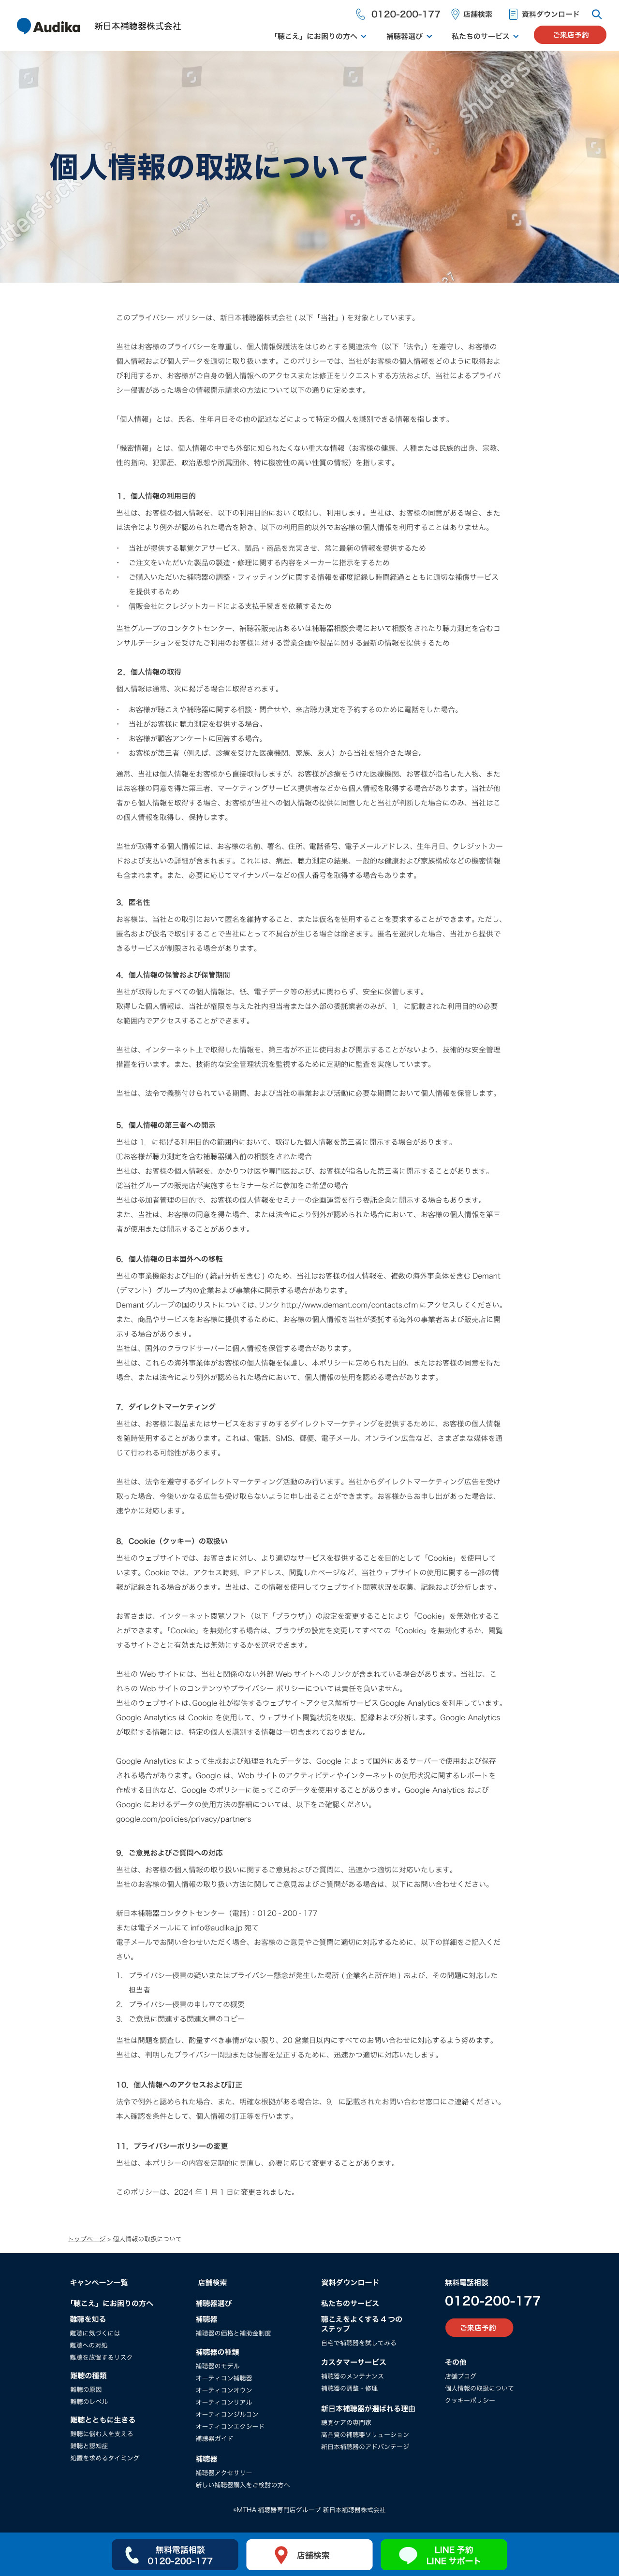 Audika 新日本補聴器株式会社
0120-200-177 店舗検索 資料ダウンロード
「聴こえ」にお困りの方へ 補聴器選び 私たちのサービス ご来店予約
shutterstock
個人情報の取扱について
このプライバシー ポリシーは、新日本補聴器株式会社 ( 以下「当社」) を対象としています。
当社はお客様のプライバシーを尊重し、個人情報保護法をはじめとする関連法令（以下「法令」）を遵守し、お客様の
個人情報および個人データを適切に取り扱います。このポリシーでは、当社がお客様の個人情報をどのように取得およ
び利用するか、お客様がご自身の個人情報へのアクセスまたは修正をリクエストする方法および、当社によるプライバ
シー侵害があった場合の情報開示請求の方法について以下の通りに定めます。
「個人情報」とは、氏名、生年月日その他の記述などによって特定の個人を識別できる情報を指します。
「機密情報」とは、個人情報の中でも外部に知られたくない重大な情報（お客様の健康、人種または民族的出身、宗教、
性的指向、犯罪歴、政治思想や所属団体、特に機密性の高い性質の情報）を指します。
1．個人情報の利用目的
当社は、お客様の個人情報を、以下の利用目的において取得し、利用します。当社は、お客様の同意がある場合、また
は法令により例外が認められた場合を除き、以下の利用目的以外でお客様の個人情報を利用することはありません。
・ 当社が提供する聴覚ケアサービス、製品・商品を充実させ、常に最新の情報を提供するため
・ ご注文をいただいた製品の製造・修理に関する内容をメーカーに指示をするため
・ ご購入いただいた補聴器の調整・フィッティングに関する情報を都度記録し時間経過とともに適切な補償サービス
を提供するため
・ 信販会社にクレジットカードによる支払手続きを依頼するため
当社グループのコンタクトセンター、補聴器販売店あるいは補聴器相談会場において相談をされたり聴力測定を含むコ
ンサルテーションを受けたご利用のお客様に対する営業企画や製品に関する最新の情報を提供するため
2．個人情報の取得
個人情報は通常、次に掲げる場合に取得されます。
・ お客様が聴こえや補聴器に関する相談・問合せや、来店聴力測定を予約するのために電話をした場合。
・ 当社がお客様に聴力測定を提供する場合。
・ お客様が顧客アンケートに回答する場合。
・ お客様が第三者（例えば、診療を受けた医療機関、家族、友人）から当社を紹介さた場合。
通常、当社は個人情報をお客様から直接取得しますが、お客様が診療をうけた医療機関、お客様が指名した人物、また
はお客様の同意を得た第三者、マーケティングサービス提供者などから個人情報を取得する場合があります。当社が他
者から個人情報を取得する場合、お客様が当社への個人情報の提供に同意したと当社が判断した場合にのみ、当社はこ
の個人情報を取得し、保持します。
当社が取得する個人情報には、お客様の名前、署名、住所、電話番号、電子メールアドレス、生年月日、クレジットカー
ドおよび支払いの詳細が含まれます。これには、病歴、聴力測定の結果、一般的な健康および家族構成などの機密情報
も含まれます。また、必要に応じてマイナンバーなどの個人番号を取得する場合もあります。
3．匿名性
お客様は、当社との取引において匿名を維持すること、または仮名を使用することを要求することができます。ただし、
匿名および仮名で取引することで当社にとって不具合が生じる場合は除きます。匿名を選択した場合、当社から提供で
きるサービスが制限される場合があります。
4．個人情報の保管および保管期間
当社が取得したすべての個人情報は、紙、電子データ等の形式に関わらず、安全に保管します。
取得した個人情報は、当社が権限を与えた社内担当者または外部の委託業者のみが、1．に記載された利用目的の必要
な範囲内でアクセスすることができます。
当社は、インターネット上で取得した情報を、第三者が不正に使用および開示することがないよう、技術的な安全管理
措置を行います。また、技術的な安全管理状況を監視するために定期的に監査を実施しています。
当社は、法令で義務付けられている期間、および当社の事業および活動に必要な期間において個人情報を保管します。
5．個人情報の第三者への開示
当社は 1．に掲げる利用目的の範囲内において、取得した個人情報を第三者に開示する場合があります。
①お客様が聴力測定を含む補聴器購入前の相談をされた場合
当社は、お客様の個人情報を、かかりつけ医や専門医および、お客様が指名した第三者に開示することがあります。
②当社グループの販売店が実施するセミナーなどに参加をご希望の場合
当社は参加者管理の目的で、お客様の個人情報をセミナーの企画運営を行う委託企業に開示する場合もあります。
また、当社は、お客様の同意を得た場合、または法令により例外が認められた場合において、お客様の個人情報を第三
者が使用または開示することがあります。
6．個人情報の日本国外への移転
当社の事業機能および目的 ( 統計分析を含む ) のため、当社はお客様の個人情報を、複数の海外事業体を含む Demant
（デマント）グループ内の企業および事業体に開示する場合があります。
Demant グループの国のリストについては、リンク http://www.demant.com/contacts.cfm にアクセスしてください。
また、商品やサービスをお客様に提供するために、お客様の個人情報を当社が委託する海外の事業者および販売店に開
示する場合があります。
当社は、国外のクラウドサーバーに個人情報を保管する場合があります。
当社は、これらの海外事業体がお客様の個人情報を保護し、本ポリシーに定められた目的、またはお客様の同意を得た
場合、または法令により例外が認められた場合において、個人情報の使用を認める場合があります。
7．ダイレクトマーケティング
当社は、お客様に製品またはサービスをおすすめするダイレクトマーケティングを提供するために、お客様の個人情報
を随時使用することがあります。これは、電話、SMS、郵便、電子メール、オンライン広告など、さまざまな媒体を通
じて行われる可能性があります。
当社は、法令を遵守するダイレクトマーケティング活動のみ行います。当社からダイレクトマーケティング広告を受け
取った場合、今後いかなる広告も受け取らないように申し出ることができます。お客様からお申し出があった場合は、
速やかに対応します。
8．Cookie（クッキー）の取扱い
当社のウェブサイトでは、お客さまに対し、より適切なサービスを提供することを目的として「Cookie」を使用して
います。Cookie では、アクセス時刻、IP アドレス、閲覧したページなど、当社ウェブサイトの使用に関する一部の情
報が記録される場合があります。当社は、この情報を使用してウェブサイト閲覧状況を収集、記録および分析します。
お客さまは、インターネット閲覧ソフト（以下「ブラウザ」）の設定を変更することにより「Cookie」を無効化するこ
とができます。「Cookie」を無効化する場合は、ブラウザの設定を変更してすべての「Cookie」を無効化するか、閲覧
するサイトごとに有効または無効にするかを選択できます。
当社の Web サイトには、当社と関係のない外部 Web サイトへのリンクが含まれている場合があります。当社は、こ
れらの Web サイトのコンテンツやプライバシー ポリシーについては責任を負いません。
当社のウェブサイトは、Google 社が提供するウェブサイトアクセス解析サービス Google Analytics を利用しています。
Google Analytics は Cookie を使用して、ウェブサイト閲覧状況を収集、記録および分析します。Google Analytics
が取得する情報には、特定の個人を識別する情報は一切含まれておりません。
Google Analytics によって生成および処理されたデータは、Google によって国外にあるサーバーで使用および保存
される場合があります。Google は、Web サイトのアクティビティやインターネットの使用状況に関するレポートを
作成する目的など、Google のポリシーに従ってこのデータを使用することがあります。Google Analytics および
Google におけるデータの使用方法の詳細については、以下をご確認ください。
google.com/policies/privacy/partners
9．ご意見およびご質問への対応
当社は、お客様の個人情報の取り扱いに関するご意見およびご質問に、迅速かつ適切に対応いたします。
当社のお客様の個人情報の取り扱い方法に関してご意見およびご質問がある場合は、以下にお問い合わせください。
新日本補聴器コンタクトセンター（電話）：0120 - 200 - 177
または電子メールにて info@audika.jp 宛て
電子メールでお問い合わせいただく場合、お客様のご意見やご質問に適切に対応するために、以下の詳細をご記入くだ
さい。
1. プライバシー侵害の疑いまたはプライバシー懸念が発生した場所 ( 企業名と所在地 ) および、その問題に対応した
担当者
2. プライバシー侵害の申し立ての概要
3. ご意見に関連する関連文書のコピー
当社は問題を調査し、酌量すべき事情がない限り、20 営業日以内にすべてのお問い合わせに対応するよう努めます。
当社は、判明したプライバシー問題または侵害を是正するために、迅速かつ適切に対応いたします。
10．個人情報へのアクセスおよび訂正
法令で例外と認められた場合、また、明確な根拠がある場合は、9．に記載されたお問い合わせ窓口にご連絡ください。
本人確認を条件として、個人情報の訂正等を行います。
11．プライバシーポリシーの変更
当社は、本ポリシーの内容を定期的に見直し、必要に応じて変更することがあります。
このポリシーは、2024 年 1 月 1 日に変更されました。
トップページ > 個人情報の取扱について
キャンペーン一覧 店舗検索 資料ダウンロード 無料電話相談
0120-200-177
ご来店予約
「聴こえ」にお困りの方へ
難聴を知る
難聴に気づくには
難聴への対処
難聴を放置するリスク
難聴の種類
難聴の原因
難聴のレベル
難聴とともに生きる
難聴に悩む人を支える
難聴と認知症
処置を求めるタイミング
補聴器選び
補聴器
補聴器の価格と補助金制度
補聴器の種類
補聴器のモデル
オーティコン補聴器
オーティコンオウン
オーティコンリアル
オーティコンジルコン
オーティコンエクシード
補聴器ガイド
補聴器
補聴器アクセサリー
新しい補聴器購入をご検討の方へ
私たちのサービス
聴こえをよくする 4 つの
ステップ
自宅で補聴器を試してみる
カスタマーサービス
補聴器のメンテナンス
補聴器の調整・修理
新日本補聴器が選ばれる理由
聴覚ケアの専門家
高品質の補聴器ソリューション
新日本補聴器のアドバンテージ
その他
店舗ブログ
個人情報の取扱いについて
クッキーポリシー
©MTHA 補聴器専門店グループ 新日本補聴器株式会社
無料電話相談
0120-200-177
店舗検索
LINE 予約
LINE サポート